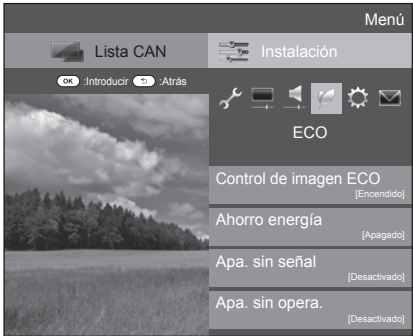 Menú
Lista CAN
Instalación
OK :Introducir :Atrás
ECO
Control de imagen ECO
[Encendido]
Ahorro energía
[Apagado]
Apa. sin señal
[Desactivado]
Apa. sin opera.
[Desactivado]